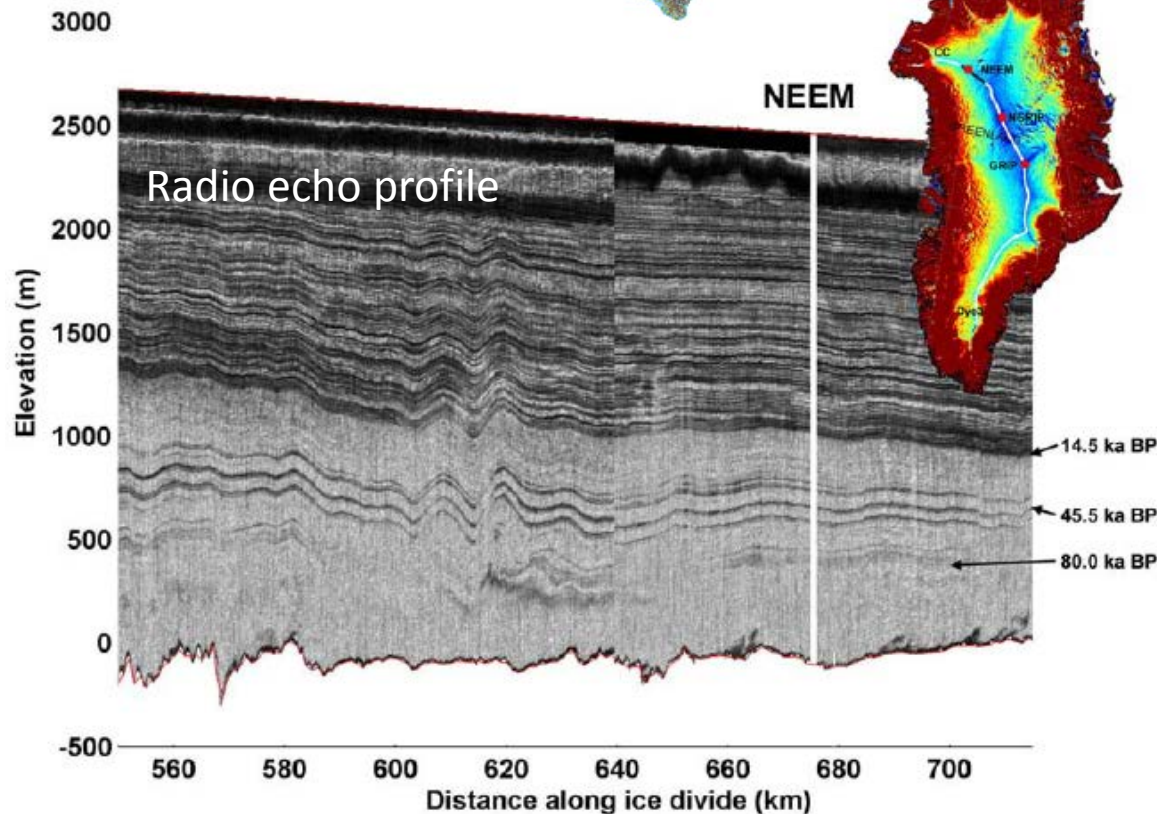 3000
2500
2000
1500
1000
500
0
-500
Elevation (m)
Radio echo profile
NEEM
CC
NEEM
NGRIP
GRIP
Dye3
14.5 ka BP
45.5 ka BP
80.0 ka BP
560 580 600 620 640 660 680 700
Distance along ice divide (km)